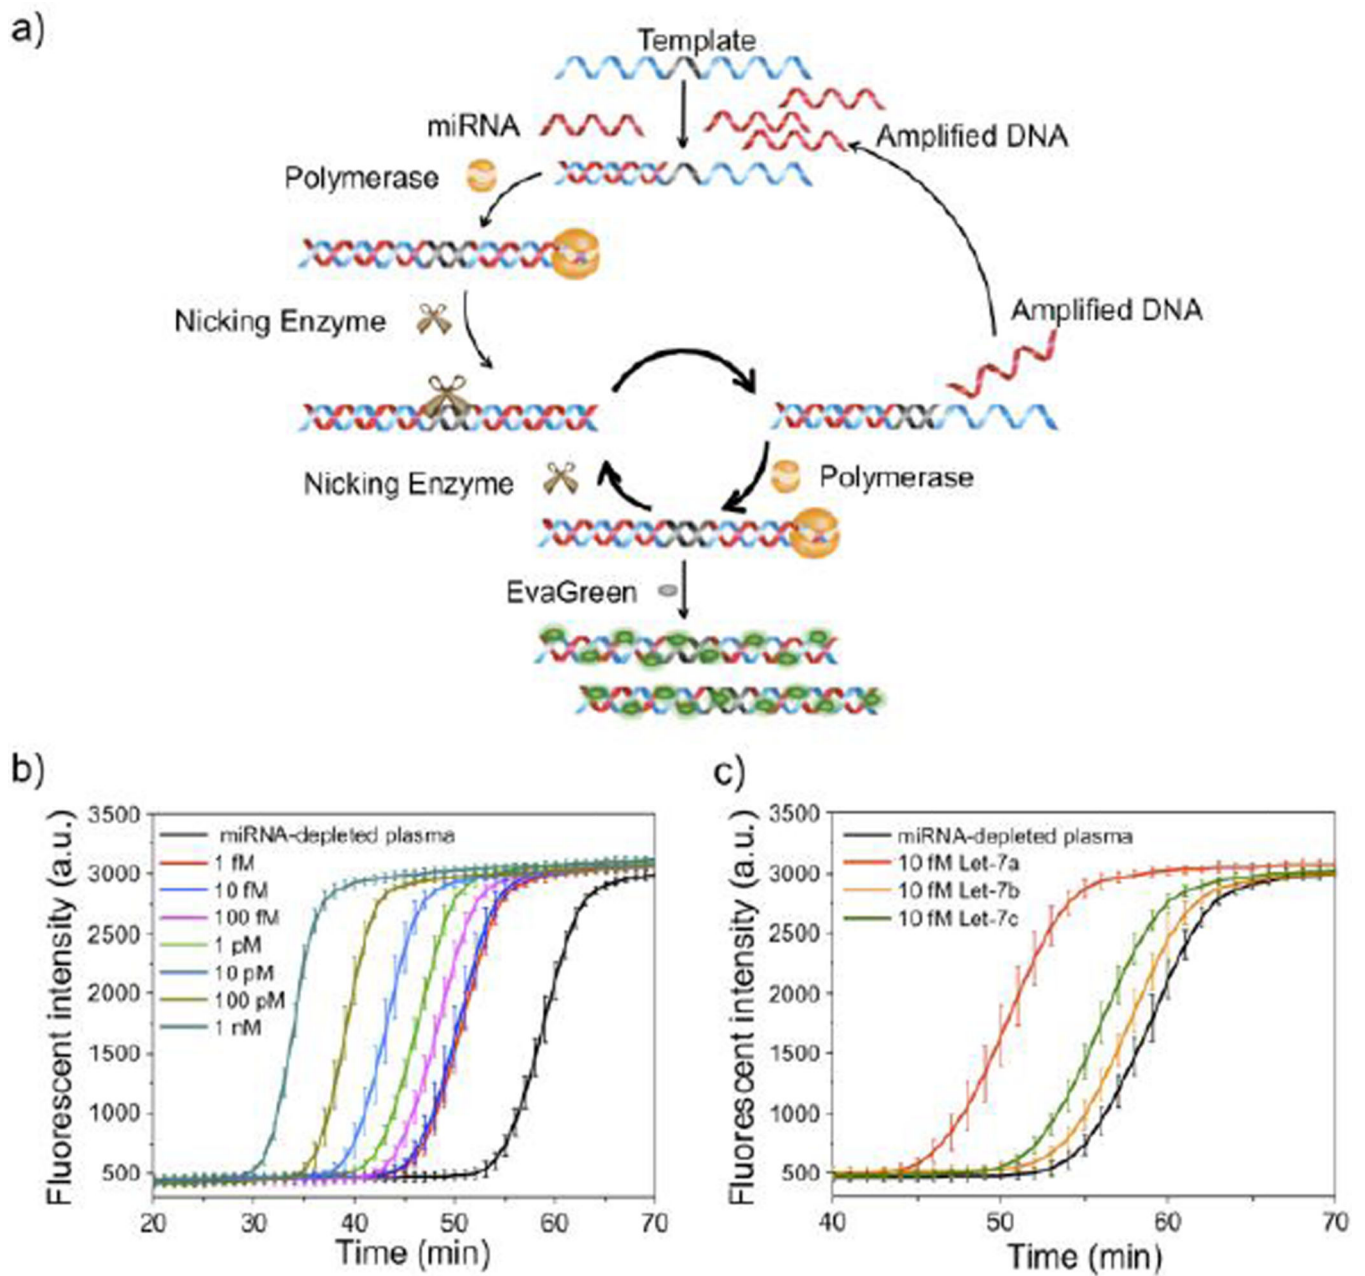 a)
Template
miRNA
Amplified DNA
Polymerase
Amplified DNA
Nicking Enzyme
Nicking Enzyme
Polymerase
EvaGreen
b)
Fluorescent intensity (a.u.)
3500
3000
2500
2000
1500
1000
500
miRNA-depleted plasma
1 fM
10 fM
100 fM
1 pM
10 pM
100 pM
1 nM
20
30
40
50
60
70
Time (min)
c)
Fluorescent intensity (a.u.)
3500
3000
2500
2000
1500
1000
500
miRNA-depleted plasma
10 fM Let-7a
10 fM Let-7b
10 fM Let-7c
40
50
60
70
Time (min)